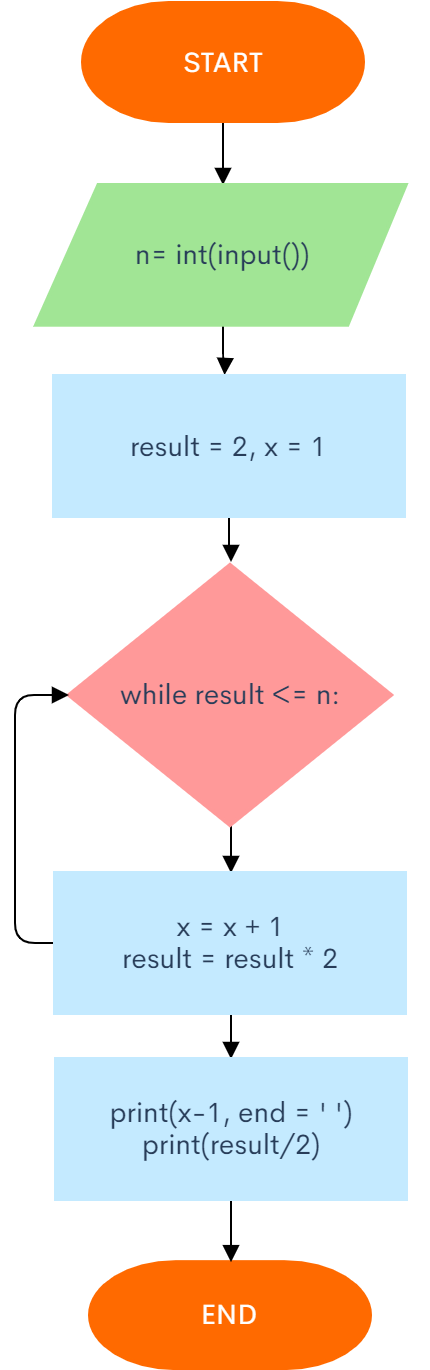 START
n= int(input())
result = 2, x = 1
while result <= n:
x = x + 1
result = result * 2
print(x-1, end = ' ')
print(result/2)
END